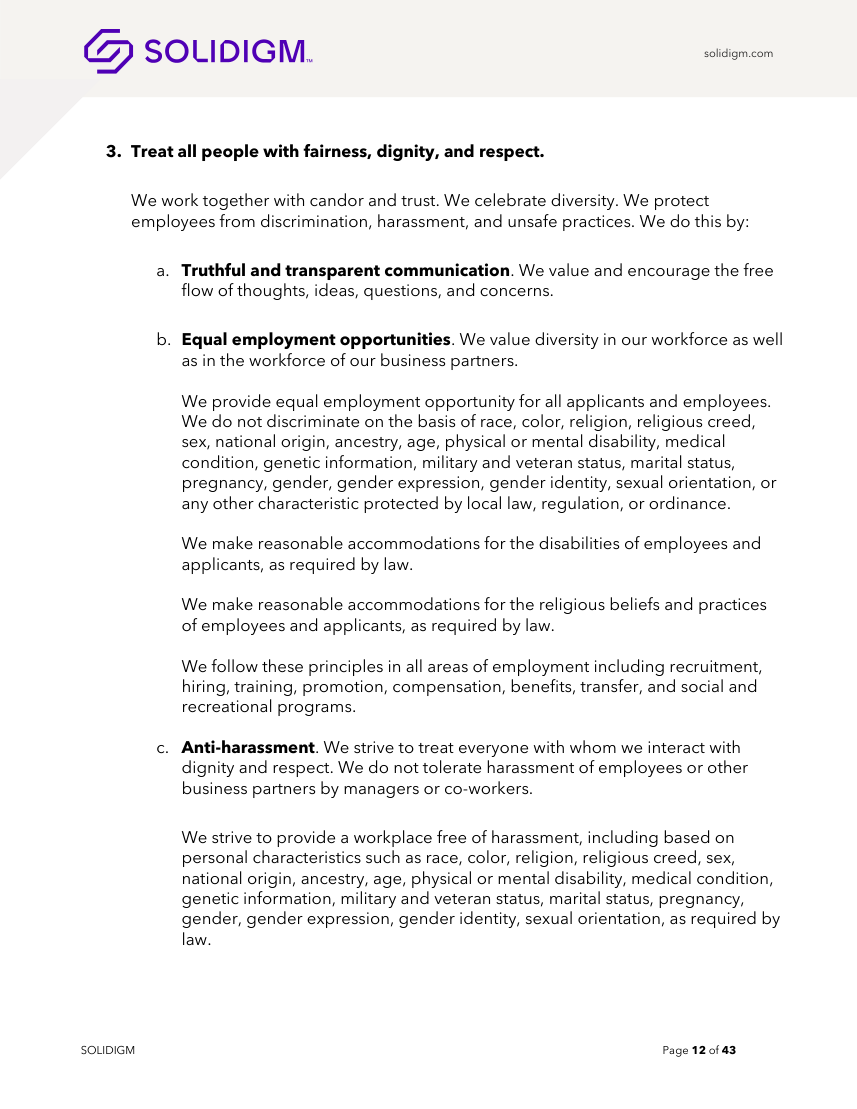 SOLIDIGM™
solidigm.com
3. Treat all people with fairness, dignity, and respect.
We work together with candor and trust. We celebrate diversity. We protect
employees from discrimination, harassment, and unsafe practices. We do this by:
a. Truthful and transparent communication. We value and encourage the free
flow of thoughts, ideas, questions, and concerns.
b. Equal employment opportunities. We value diversity in our workforce as well
as in the workforce of our business partners.
We provide equal employment opportunity for all applicants and employees.
We do not discriminate on the basis of race, color, religion, religious creed,
sex, national origin, ancestry, age, physical or mental disability, medical
condition, genetic information, military and veteran status, marital status,
pregnancy, gender, gender expression, gender identity, sexual orientation, or
any other characteristic protected by local law, regulation, or ordinance.
We make reasonable accommodations for the disabilities of employees and
applicants, as required by law.
We make reasonable accommodations for the religious beliefs and practices
of employees and applicants, as required by law.
We follow these principles in all areas of employment including recruitment,
hiring, training, promotion, compensation, benefits, transfer, and social and
recreational programs.
c. Anti-harassment. We strive to treat everyone with whom we interact with
dignity and respect. We do not tolerate harassment of employees or other
business partners by managers or co-workers.
We strive to provide a workplace free of harassment, including based on
personal characteristics such as race, color, religion, religious creed, sex,
national origin, ancestry, age, physical or mental disability, medical condition,
genetic information, military and veteran status, marital status, pregnancy,
gender, gender expression, gender identity, sexual orientation, as required by
law.
SOLIDIGM
Page 12 of 43